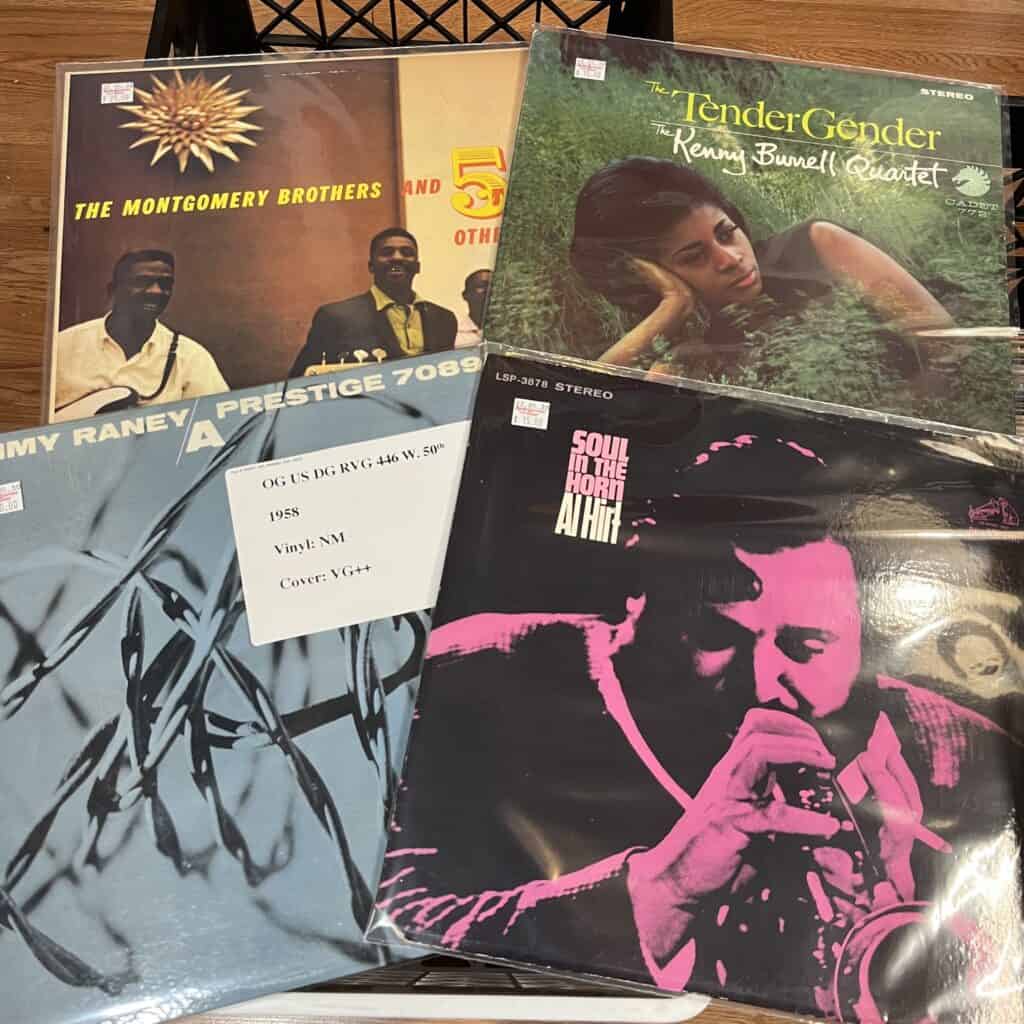 THE MONTGOMERY BROTHERS
AND 5
OTHE
STEREO
The Tender Gender
The Kenny Burrell Quartet
CADET
772
MMY RANEY/A
PRESTIGE 7089
OG US DG RVG 446 W. 50th
1958
Vinyl: NM
Cover: VG++
LSP-3878 STEREO
SOUL
IN THE
HORN
Al Hirt